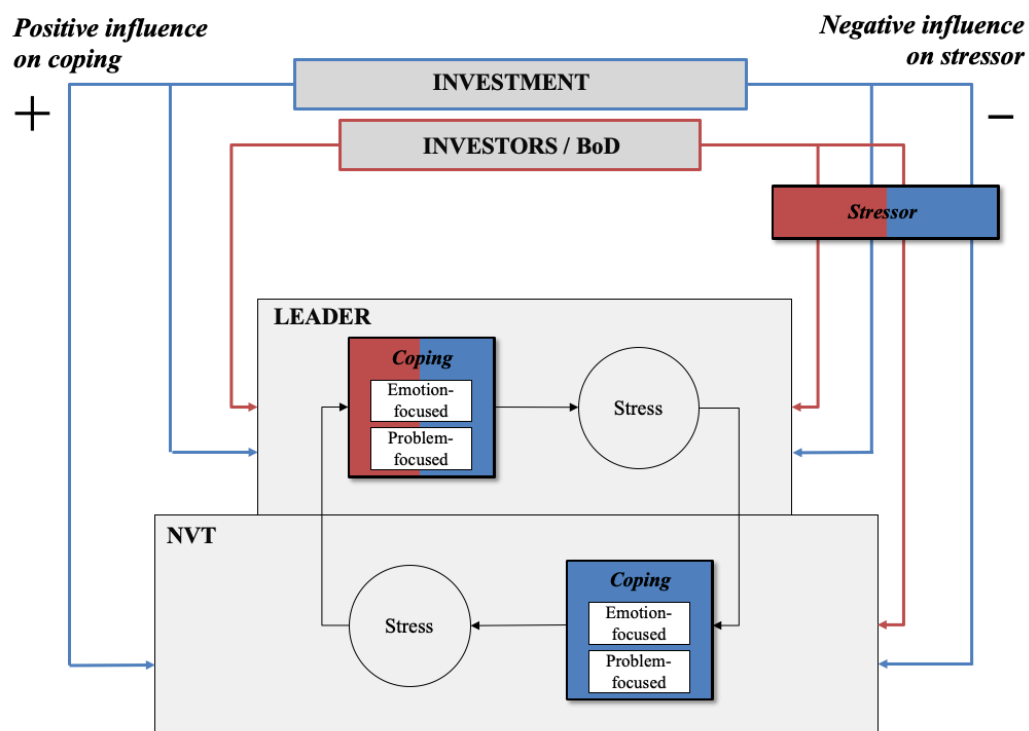 Positive influence
on coping
+
Negative influence
on stressor
–
INVESTMENT
INVESTORS / BoD
Stressor
LEADER
Coping
Emotion-
focused
Problem-
focused
Stress
NVT
Stress
Coping
Emotion-
focused
Problem-
focused